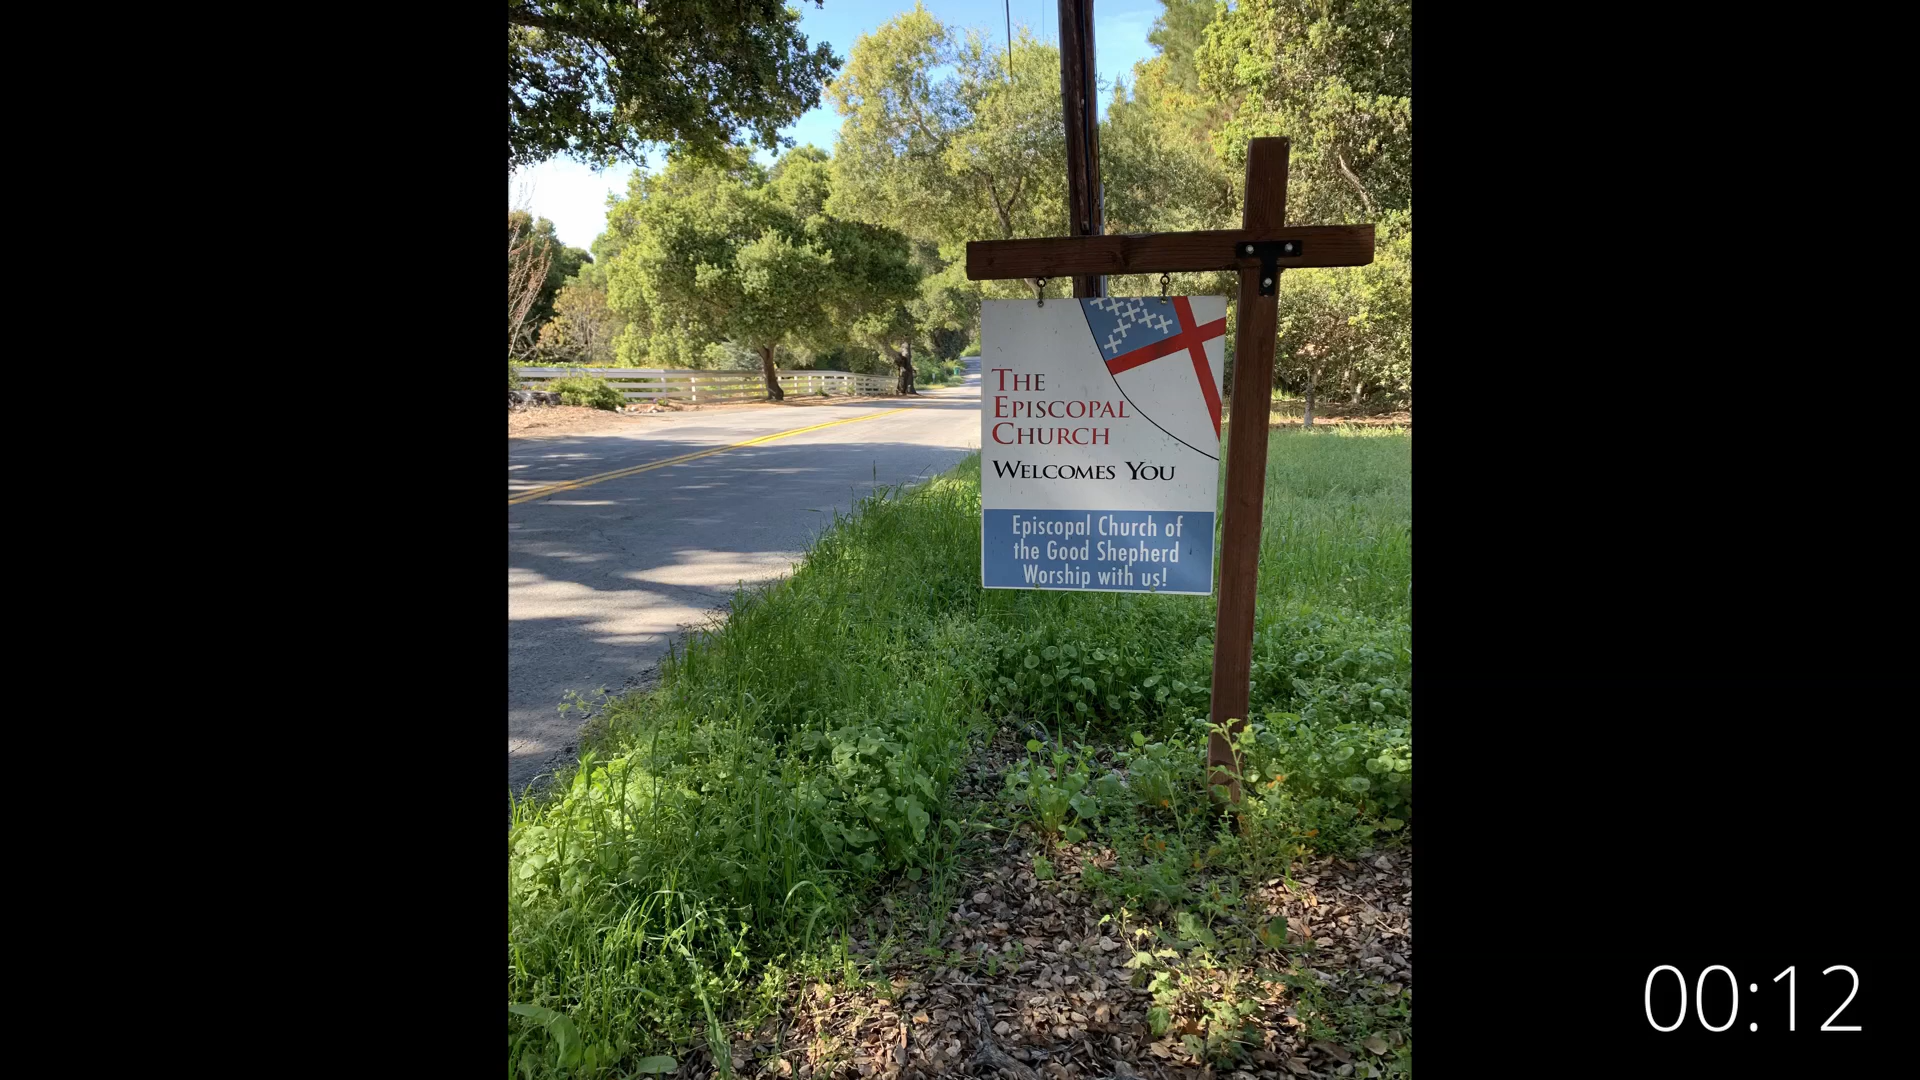 The
Episcopal
Church
Welcomes You
Episcopal Church of
the Good Shepherd
Worship with us!
00:12